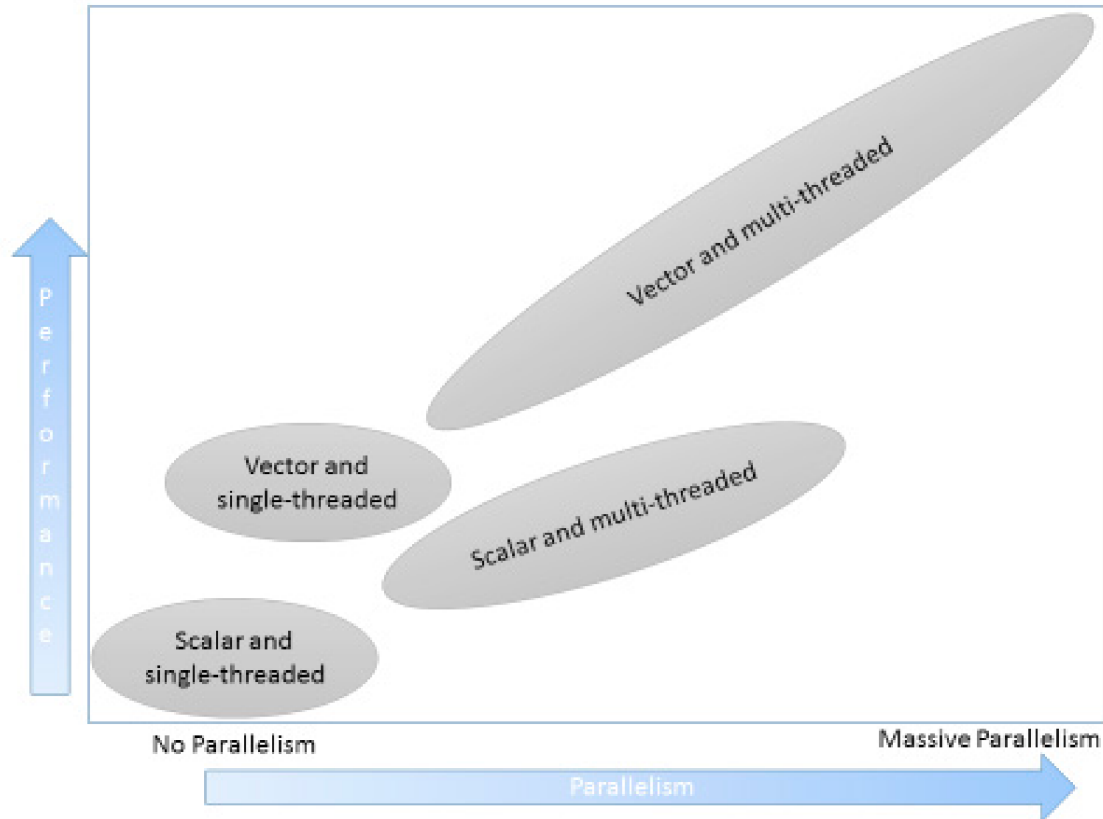 Performance
Vector and multi-threaded
Vector and
single-threaded
Scalar and multi-threaded
Scalar and
single-threaded
No Parallelism
Massive Parallelism
Parallelism